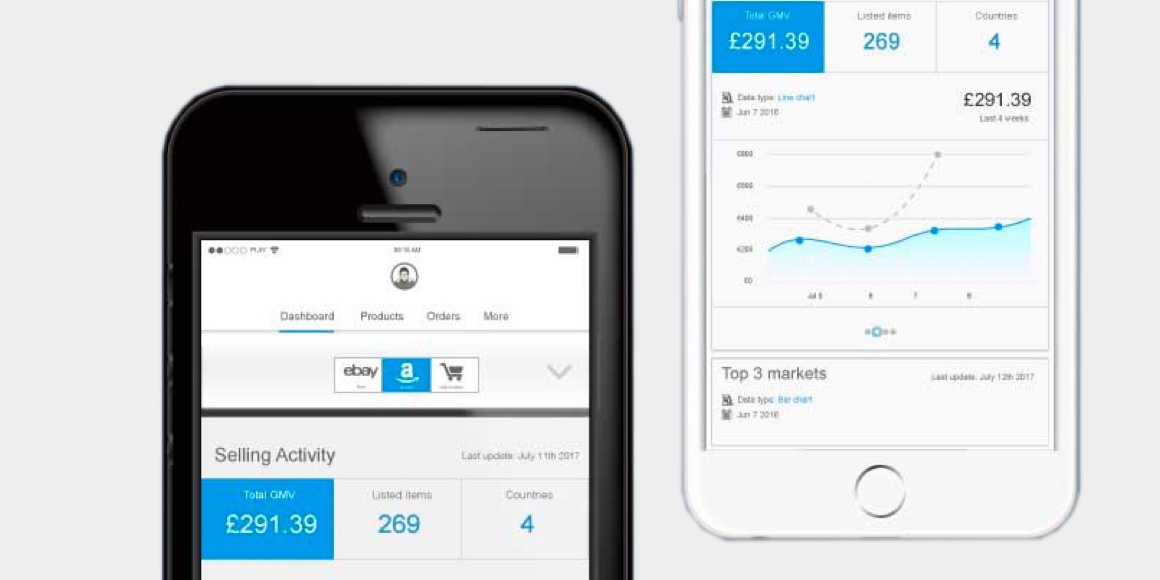 PLAY
Dashboard Products Orders More
ebay a
Selling Activity
Last update: July 11th 2017
Total GMV Listed items Countries
£291.39 269 4
Total GMV Listed items Countries
£291.39 269 4
Data type: Line chart
Jun 7 2016
£291.39
Last 4 weeks
£800
£600
£400
£200
£0
Jul 5 6 7 8
Top 3 markets
Last update: July 12th 2017
Data type: Bar chart
Jun 7 2016